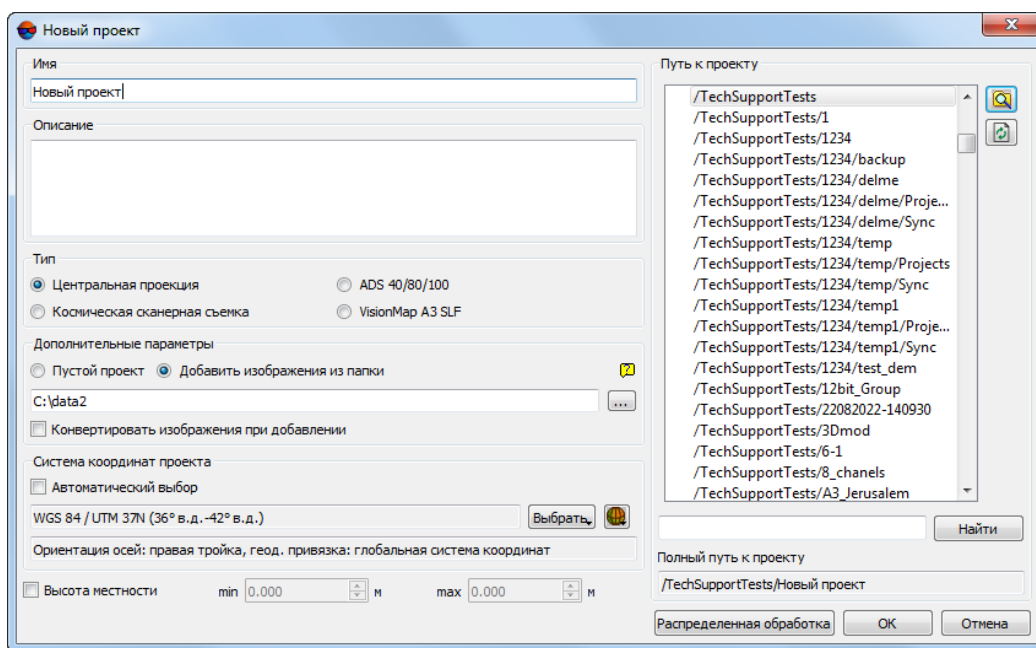 Новый проект
Имя
Новый проект
Описание
Тип
Центральная проекция
ADS 40/80/100
Космическая сканерная съемка
VisionMap A3 SLF
Дополнительные параметры
Пустой проект
Добавить изображения из папки
C:\data2
...
Конвертировать изображения при добавлении
Система координат проекта
Автоматический выбор
WGS 84 / UTM 37N (36° в.д.-42° в.д.)
Выбрать
Ориентация осей: правая тройка, геод. привязка: глобальная система координат
Высота местности
min 0.000 м
max 0.000 м
Путь к проекту
/TechSupportTests
/TechSupportTests/1
/TechSupportTests/1234
/TechSupportTests/1234/backup
/TechSupportTests/1234/delme
/TechSupportTests/1234/delme/Proje...
/TechSupportTests/1234/delme/Sync
/TechSupportTests/1234/temp
/TechSupportTests/1234/temp/Projects
/TechSupportTests/1234/temp/Sync
/TechSupportTests/1234/temp1
/TechSupportTests/1234/temp1/Proje...
/TechSupportTests/1234/temp1/Sync
/TechSupportTests/1234/test_dem
/TechSupportTests/12bit_Group
/TechSupportTests/22082022-140930
/TechSupportTests/3Dmod
/TechSupportTests/6-1
/TechSupportTests/8_chanels
/TechSupportTests/A3_Jerusalem
Найти
Полный путь к проекту
/TechSupportTests/Новый проект
Распределенная обработка
OK
Отмена